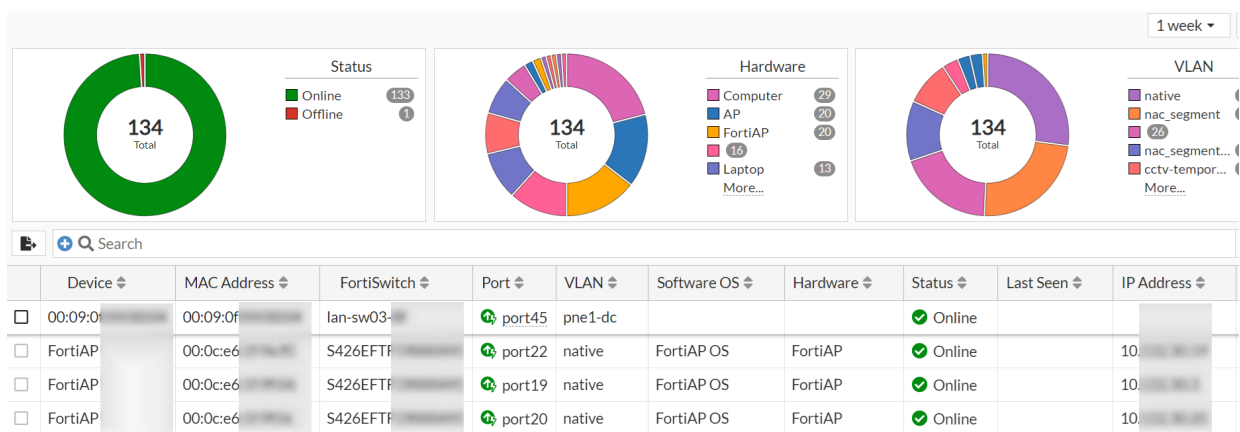 1 week
Status
Online 133
Offline 1
134
Total
Hardware
Computer 29
AP 20
FortiAP 20
16
Laptop 13
More...
134
Total
VLAN
native
nac_segment
26
nac_segment...
cctv-tempor...
More...
134
Total
Search
Device MAC Address FortiSwitch Port VLAN Software OS Hardware Status Last Seen IP Address
00:09:0f 00:09:0f lan-sw03- port45 pne1-dc Online
FortiAP 00:0c:e6 S426EFTF port22 native FortiAP OS FortiAP Online 10.
FortiAP 00:0c:e6 S426EFTF port19 native FortiAP OS FortiAP Online 10.
FortiAP 00:0c:e6 S426EFTF port20 native FortiAP OS FortiAP Online 10.